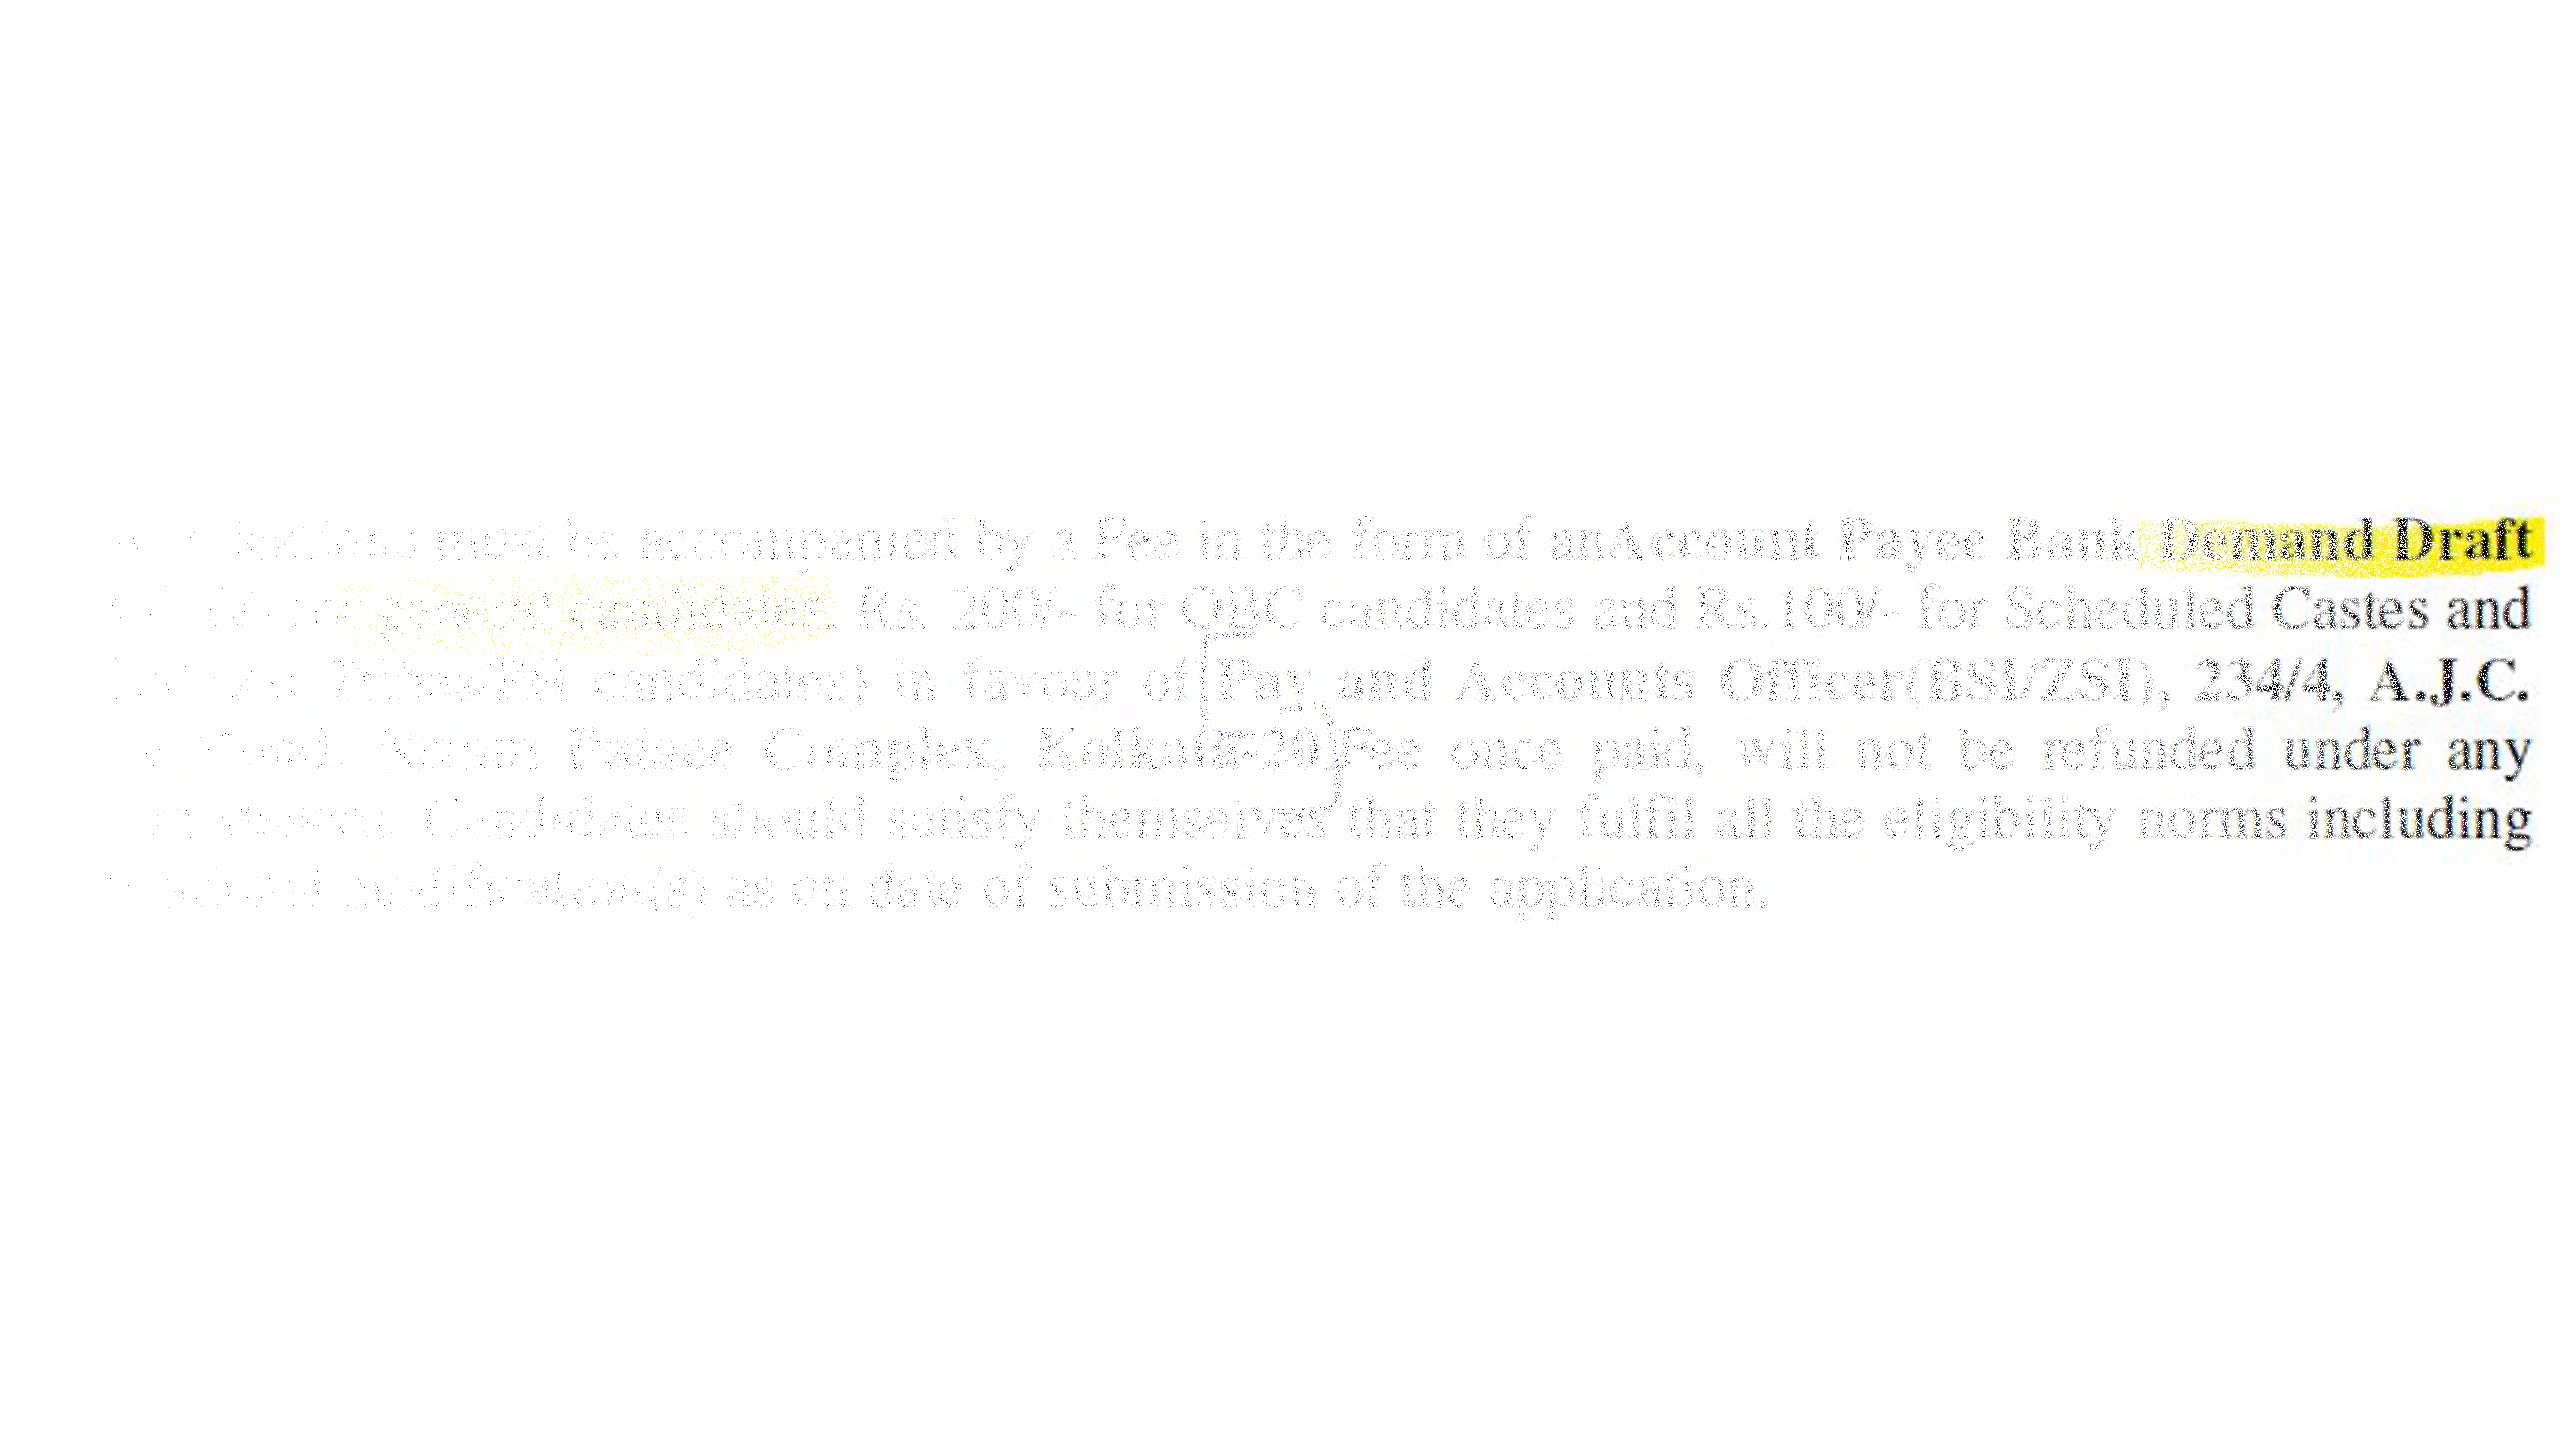 must be accompanied by a Fee in the form of anAccount Payee Bank Demand Draft
general candidates, Rs. 200/- for OBC candidates and Rs.100/- for Scheduled Castes and
candidates) in favour of Pay and Accounts Officer(BSI/ZSI), 234/4, A.J.C.
Nizam Palace Complex, Kolkata-20)Fee once paid, will not be refunded under any
Candidates should satisfy themselves that they fulfil all the eligibility norms including
as on date of submission of the application.